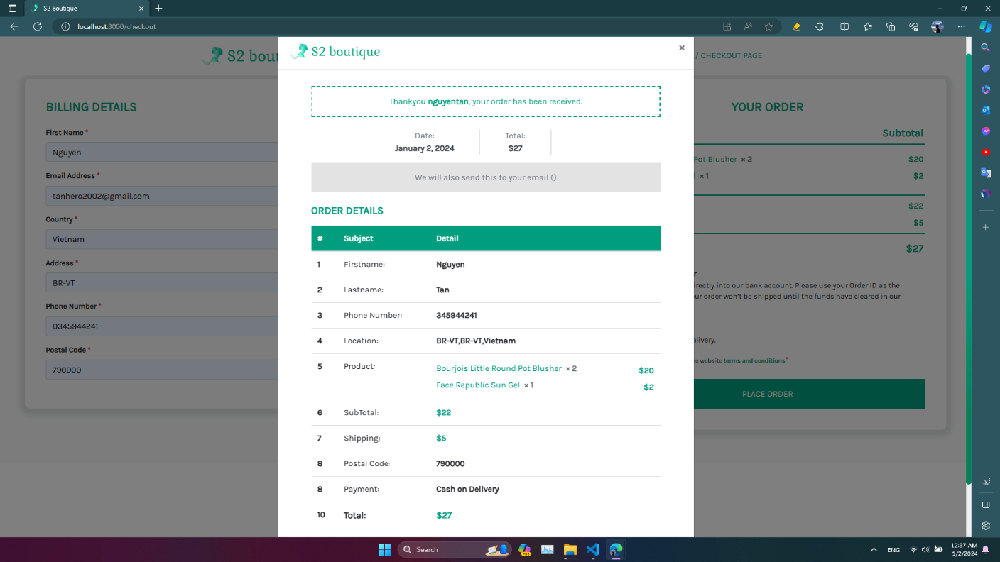 S2 Boutique
localhost:3000/checkout
S2 bout
/ CHECKOUT PAGE
S2 boutique
×
Thankyou nguyentan, your order has been received.
Date:
January 2, 2024
Total:
$27
We will also send this to your email ()
ORDER DETAILS
# Subject Detail
1 Firstname: Nguyen
2 Lastname: Tan
3 Phone Number: 345944241
4 Location: BR-VT,BR-VT,Vietnam
5 Product: Bourjois Little Round Pot Blusher × 2 $20
Face Republic Sun Gel × 1 $2
6 SubTotal: $22
7 Shipping: $5
8 Postal Code: 790000
8 Payment: Cash on Delivery
10 Total: $27
BILLING DETAILS
First Name *
Nguyen
Email Address *
tanhero2002@gmail.com
Country *
Vietnam
Address *
BR-VT
Phone Number *
0345944241
Postal Code *
790000
YOUR ORDER
Subtotal
Pot Blusher × 2 $20
× 1 $2
$22
$5
$27
r
irectly into our bank account. Please use your Order ID as the
ur order won't be shipped until the funds have cleared in our
elivery.
e website terms and conditions*
PLACE ORDER
Search
ENG
12:37 AM
1/2/2024